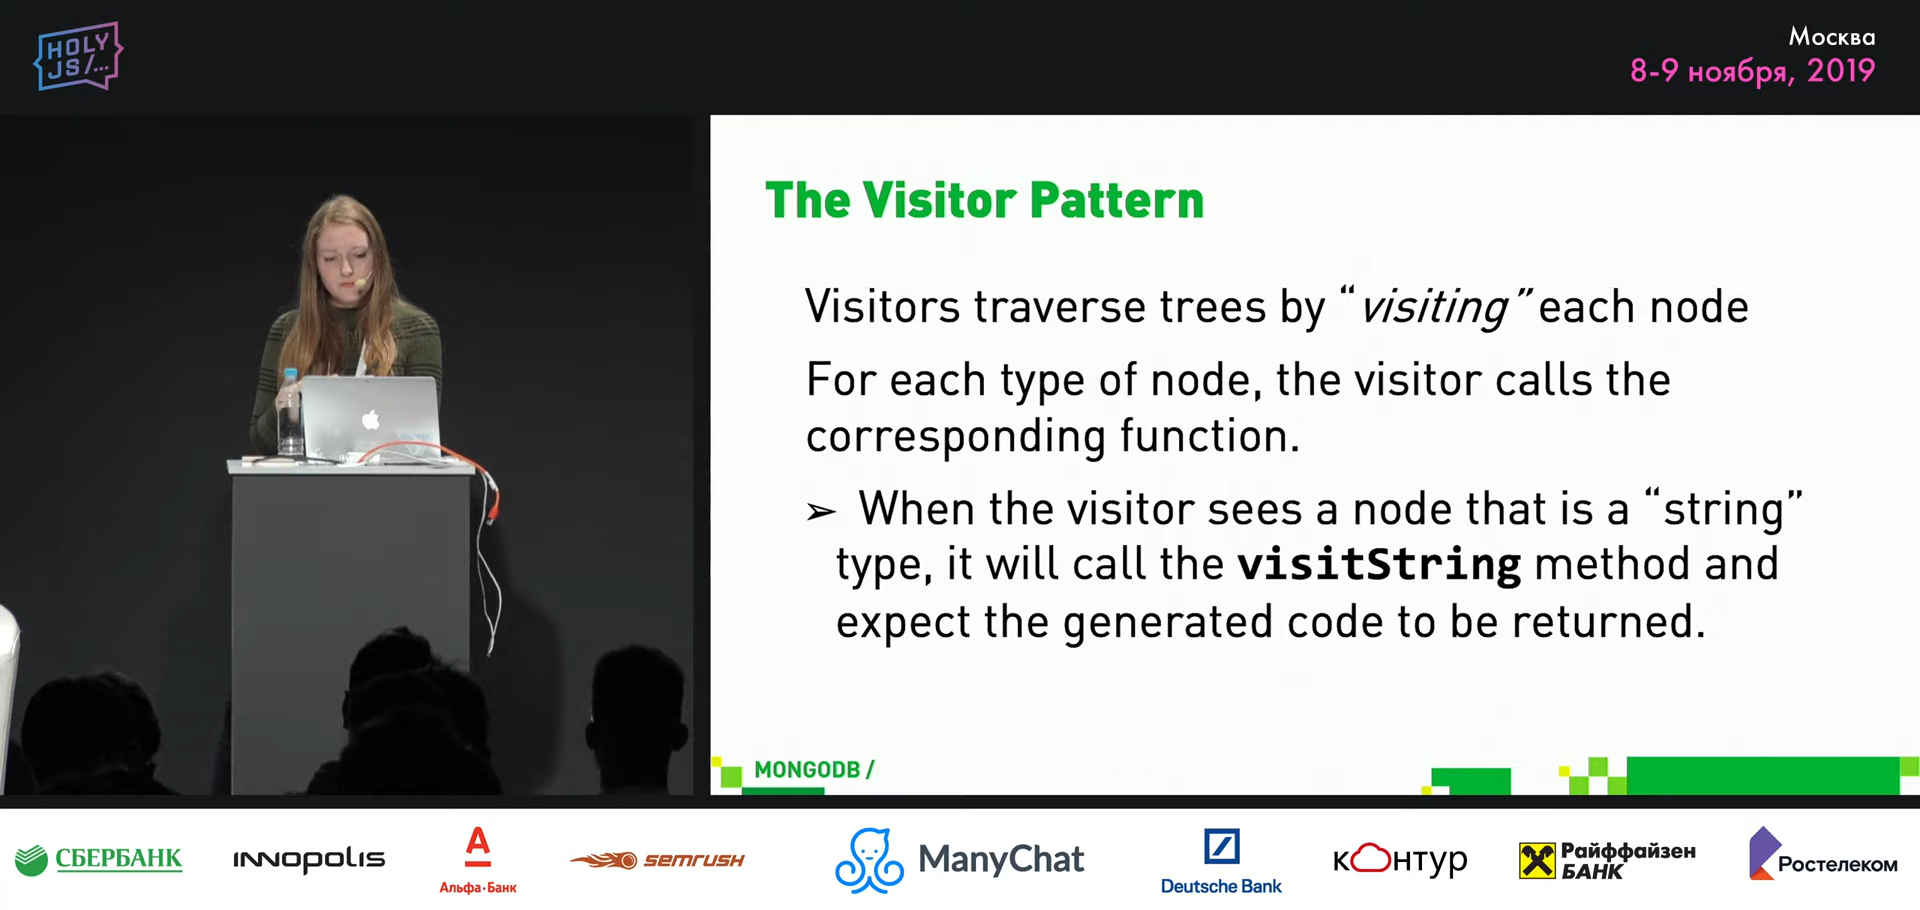 HOLY
JS/...
Москва
8-9 ноября, 2019
The Visitor Pattern
Visitors traverse trees by “visiting” each node
For each type of node, the visitor calls the
corresponding function.
➢ When the visitor sees a node that is a “string”
type, it will call the visitString method and
expect the generated code to be returned.
MONGODB /
СБЕРБАНК
INNOPOLIS
Альфа·Банк
semrush
ManyChat
Deutsche Bank
контур
Райффайзен
БАНК
Ростелеком